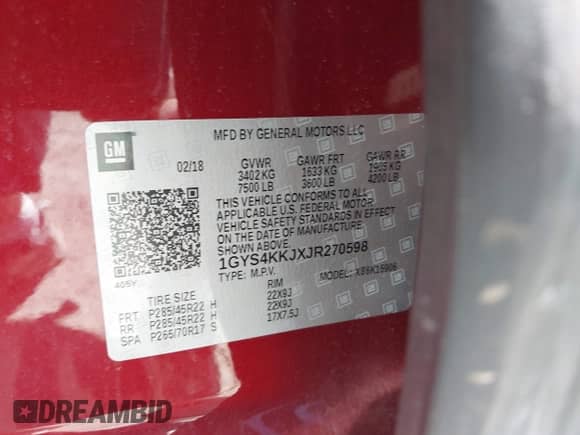 GM
MFD BY GENERAL MOTORS LLC
02/18 GVWR GAWR FRT GAWR RR
3402 KG 1633 KG 1905 KG
7500 LB 3600 LB 4200 LB
THIS VEHICLE CONFORMS TO ALL
APPLICABLE U.S. FEDERAL MOTOR
VEHICLE SAFETY STANDARDS IN EFFECT
ON THE DATE OF MANUFACTURE
SHOWN ABOVE.
1GYS4KKJXJR270598
TYPE: M.P.V. MODEL:
TIRE SIZE RIM
FRT P285/45R22 H 22X9J
RR P285/45R22 H 22X9J
SPA P265/70R17 S 17X7.5J
DREAMBID